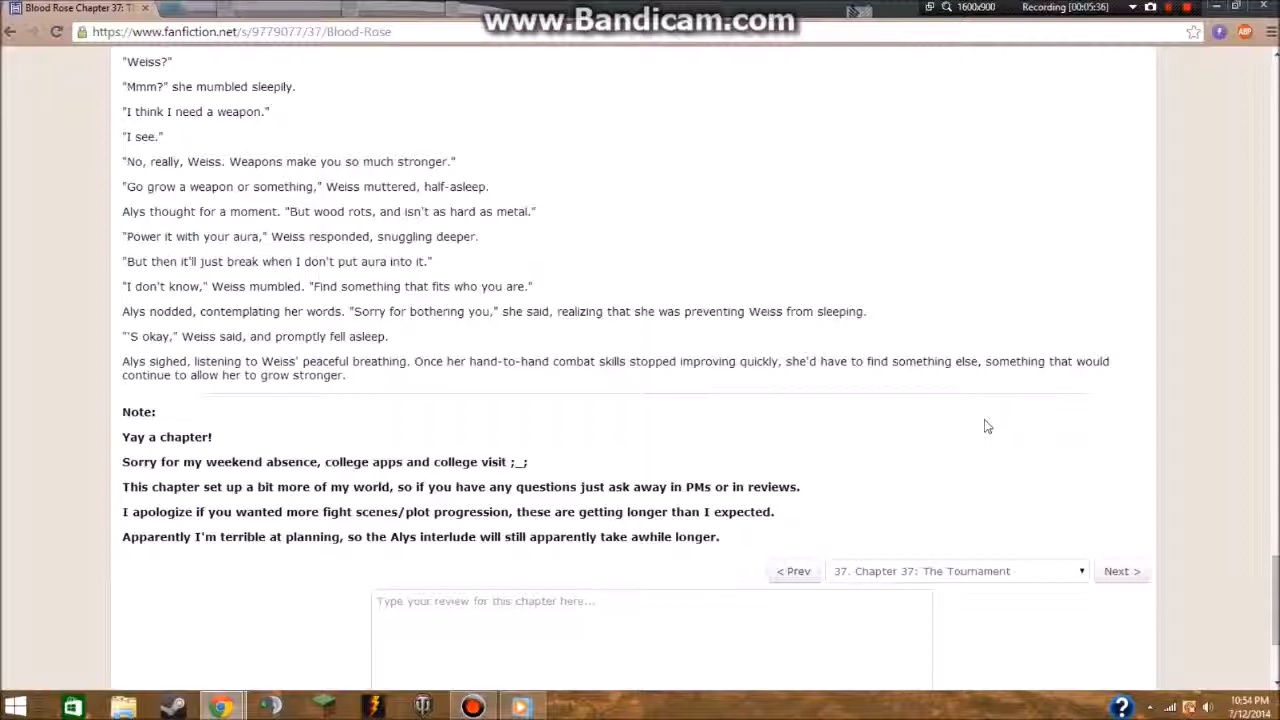 Blood Rose Chapter 37: T
www.Bandicam.com
1600x900
Recording [00:05:36]
https://www.fanfiction.net/s/9779077/37/Blood-Rose
ABP
"Weiss?"
"Mmm?" she mumbled sleepily.
"I think I need a weapon."
"I see."
"No, really, Weiss. Weapons make you so much stronger."
"Go grow a weapon or something," Weiss muttered, half-asleep.
Alys thought for a moment. "But wood rots, and isn't as hard as metal."
"Power it with your aura," Weiss responded, snuggling deeper.
"But then it'll just break when I don't put aura into it."
"I don't know," Weiss mumbled. "Find something that fits who you are."
Alys nodded, contemplating her words. "Sorry for bothering you," she said, realizing that she was preventing Weiss from sleeping.
"'S okay," Weiss said, and promptly fell asleep.
Alys sighed, listening to Weiss' peaceful breathing. Once her hand-to-hand combat skills stopped improving quickly, she'd have to find something else, something that would
continue to allow her to grow stronger.
Note:
Yay a chapter!
Sorry for my weekend absence, college apps and college visit ;_;
This chapter set up a bit more of my world, so if you have any questions just ask away in PMs or in reviews.
I apologize if you wanted more fight scenes/plot progression, these are getting longer than I expected.
Apparently I'm terrible at planning, so the Alys interlude will still apparently take awhile longer.
< Prev
37. Chapter 37: The Tournament
Next >
Type your review for this chapter here...
10:54 PM
7/12/2014